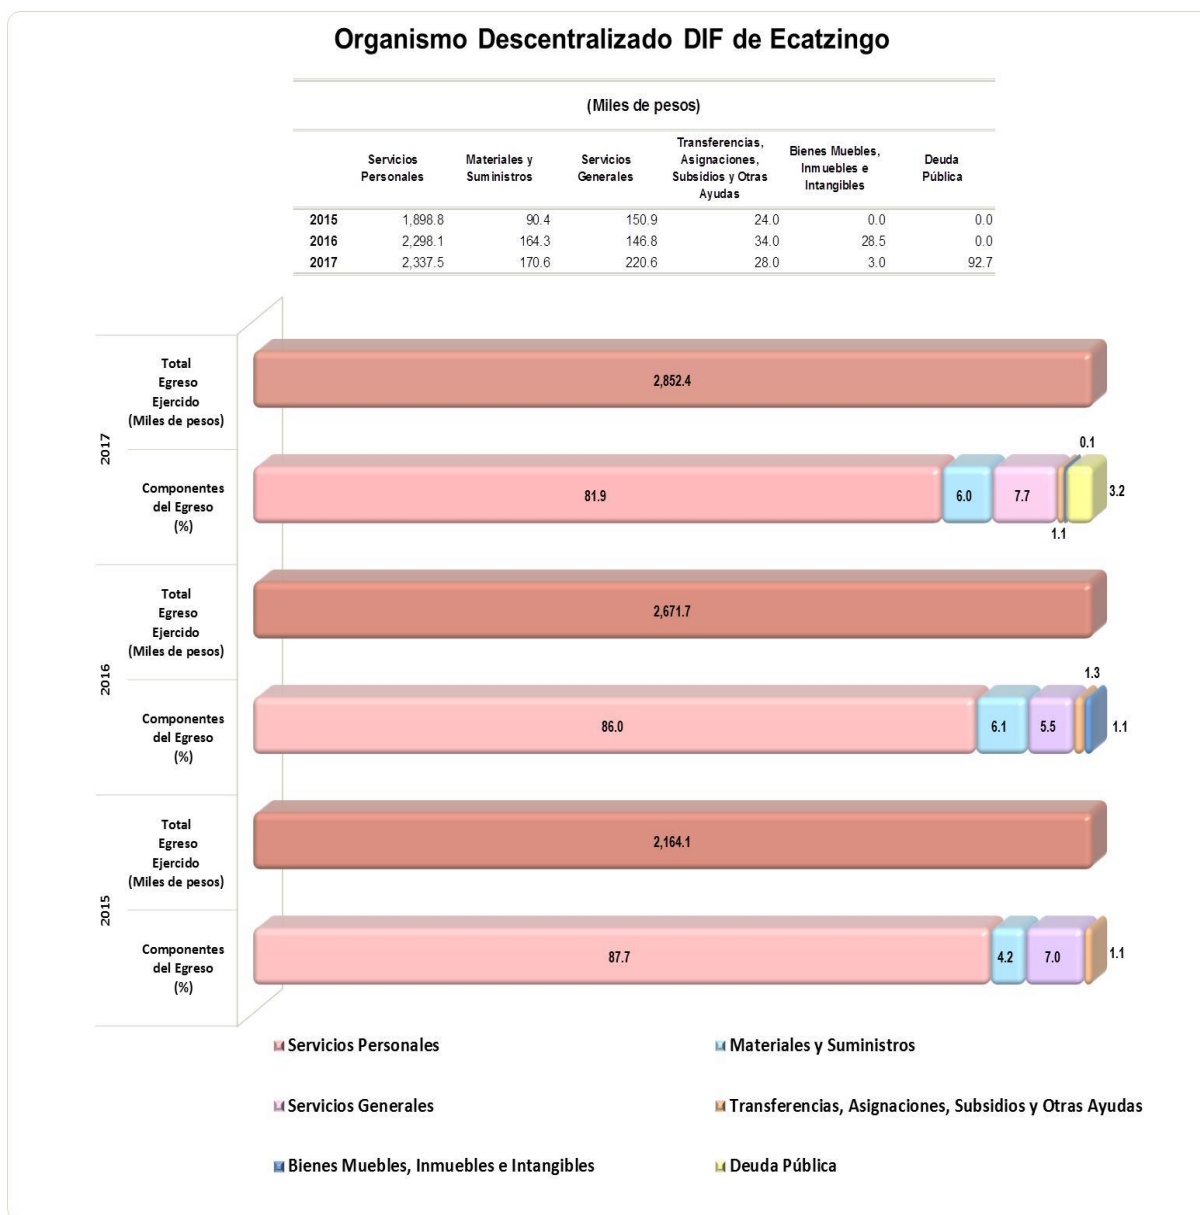 Organismo Descentralizado DIF de Ecatzingo
(Miles de pesos)
Servicios Personales Materiales y Suministros Servicios Generales Transferencias, Asignaciones, Subsidios y Otras Ayudas Bienes Muebles, Inmuebles e Intangibles Deuda Pública
2015 1,898.8 90.4 150.9 24.0 0.0 0.0
2016 2,298.1 164.3 146.8 34.0 28.5 0.0
2017 2,337.5 170.6 220.6 28.0 3.0 92.7
2017
Total
Egreso
Ejercido
(Miles de pesos)
2,852.4
Componentes
del Egreso
(%)
81.9 6.0 7.7 1.1 0.1 3.2
2016
Total
Egreso
Ejercido
(Miles de pesos)
2,671.7
Componentes
del Egreso
(%)
86.0 6.1 5.5 1.3 1.1
2015
Total
Egreso
Ejercido
(Miles de pesos)
2,164.1
Componentes
del Egreso
(%)
87.7 4.2 7.0 1.1
Servicios Personales
Materiales y Suministros
Servicios Generales
Transferencias, Asignaciones, Subsidios y Otras Ayudas
Bienes Muebles, Inmuebles e Intangibles
Deuda Pública